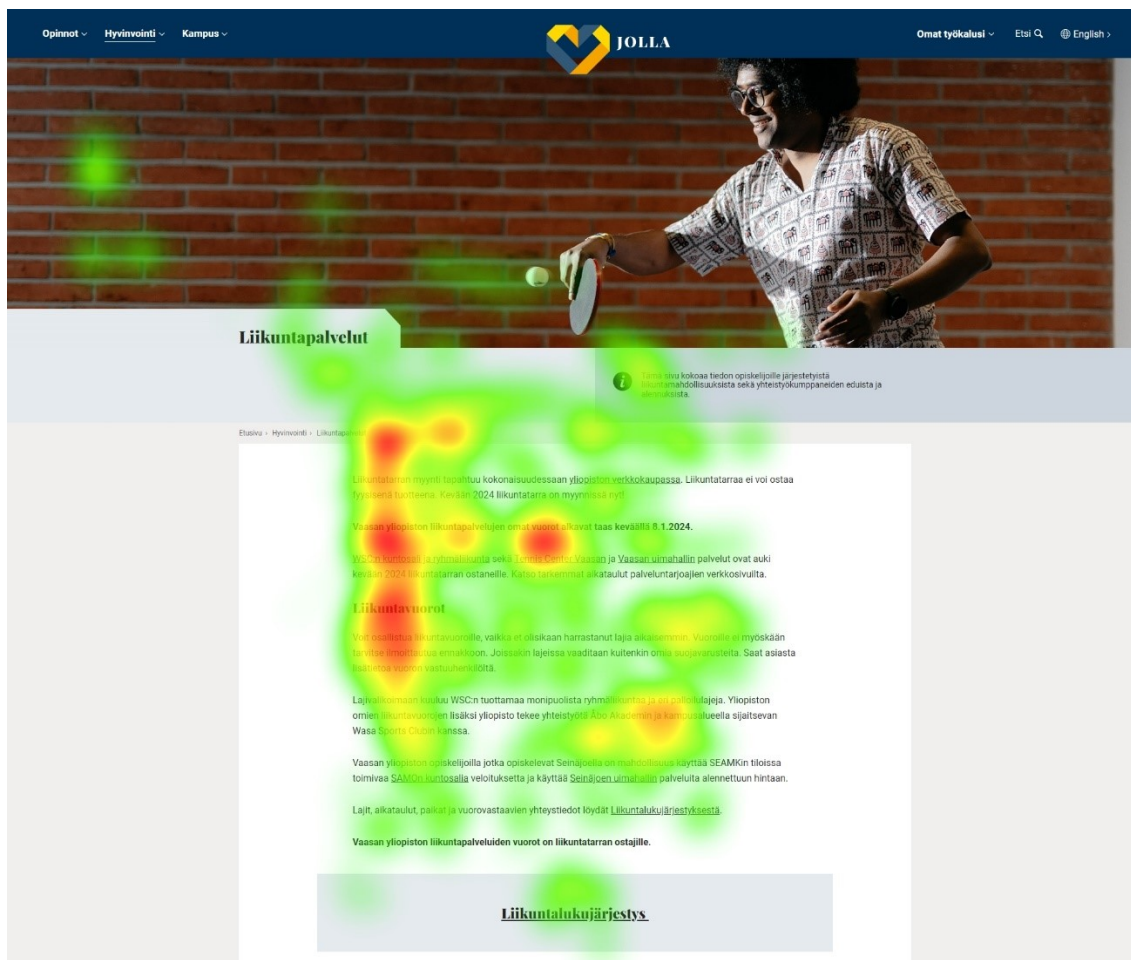 Opinnot
Hyvinvointi
Kampus
JOLLA
Omat työkalusi
Etsi
English
Liikuntapalvelut
i
Tämä sivu kokoaa tiedon opiskelijoille järjestetyistä
liikuntamahdollisuuksista sekä yhteistyökumppaneiden eduista ja
alennuksista.
Etusivu › Hyvinvointi › Liikuntapalvelut
Liikuntatarran myynti tapahtuu kokonaisuudessaan yliopiston verkkokaupassa. Liikuntatarraa ei voi ostaa
fyysisenä tuotteena. Kevään 2024 liikuntatarra on myynnissä nyt!
Vaasan yliopiston liikuntapalvelujen omat vuorot alkavat taas keväällä 8.1.2024.
WSC:n kuntosali ja ryhmäliikunta sekä Tennis Center Vaasan ja Vaasan uimahallin palvelut ovat auki
kevään 2024 liikuntatarran ostaneille. Katso tarkemmat aikataulut palveluntarjoajien verkkosivuilta.
Liikuntavuorot
Voit osallistua liikuntavuoroille, vaikka et olisikaan harrastanut lajia aikaisemmin. Vuoroille ei myöskään
tarvitse ilmoittautua ennakkoon. Joissakin lajeissa vaaditaan kuitenkin omia suojavarusteita. Saat asiasta
lisätietoa vuoron vastuuhenkilöltä.
Lajivalikoimaan kuuluu WSC:n tuottamaa monipuolista ryhmäliikuntaa ja eri palloilulajeja. Yliopiston
omien liikuntavuorojen lisäksi yliopisto tekee yhteistyötä Åbo Akademin ja kampusalueella sijaitsevan
Wasa Sports Clubin kanssa.
Vaasan yliopiston opiskelijoilla jotka opiskelevat Seinäjoella on mahdollisuus käyttää SEAMKin tiloissa
toimivaa SAMOn kuntosalia veloituksetta ja käyttää Seinäjoen uimahallin palveluita alennettuun hintaan.
Lajit, aikataulut, paikat ja vuorovastaavien yhteystiedot löydät Liikuntalukujärjestyksestä.
Vaasan yliopiston liikuntapalveluiden vuorot on liikuntatarran ostajille.
Liikuntalukujärjestys